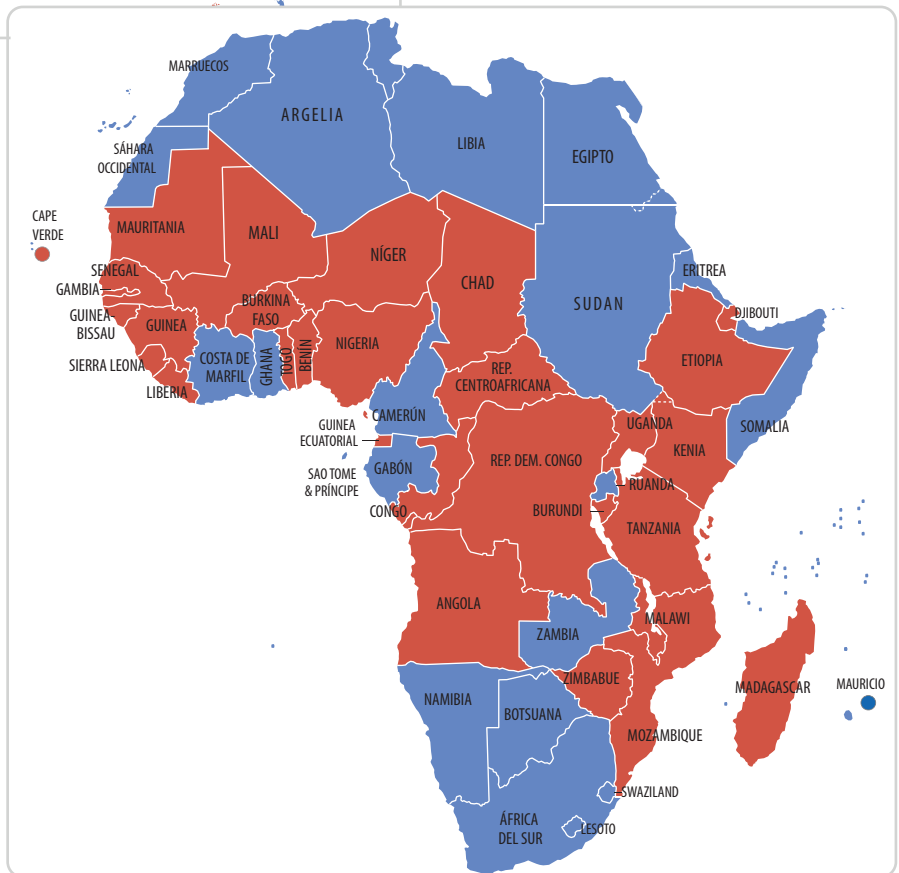 MARRUECOS
ARGELIA
LIBIA
EGIPTO
SÁHARA
OCCIDENTAL
CAPE
VERDE
MAURITANIA
MALI
NÍGER
CHAD
SUDAN
ERITREA
SENEGAL
GAMBIA
GUINEA-
BISSAU
GUINEA
BURKINA
FASO
DJIBOUTI
SIERRA LEONA
COSTA DE
MARFIL
GHANA
TOGO
BENÍN
NIGERIA
ETIOPIA
REP.
CENTROAFRICANA
LIBERIA
CAMERÚN
UGANDA
SOMALIA
GUINEA
ECUATORIAL
KENIA
REP. DEM. CONGO
GABÓN
SAO TOME
& PRÍNCIPE
RUANDA
CONGO
BURUNDI
TANZANIA
ANGOLA
MALAWI
ZAMBIA
ZIMBABUE
MADAGASCAR
MAURICIO
NAMIBIA
BOTSUANA
MOZAMBIQUE
SWAZILAND
ÁFRICA
DEL SUR
LESOTO